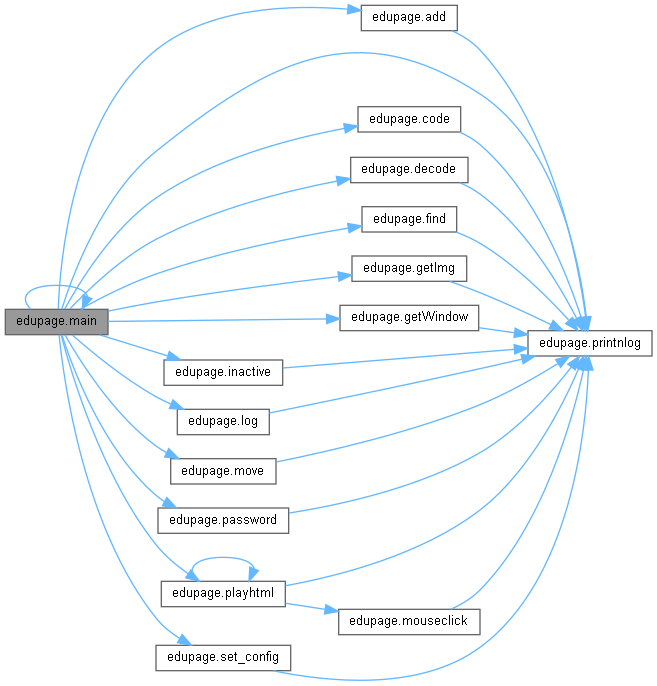 edupage.add
edupage.code
edupage.decode
edupage.find
edupage.getImg
edupage.main
edupage.getWindow
edupage.printnlog
edupage.inactive
edupage.log
edupage.move
edupage.password
edupage.playhtml
edupage.mouseclick
edupage.set_config